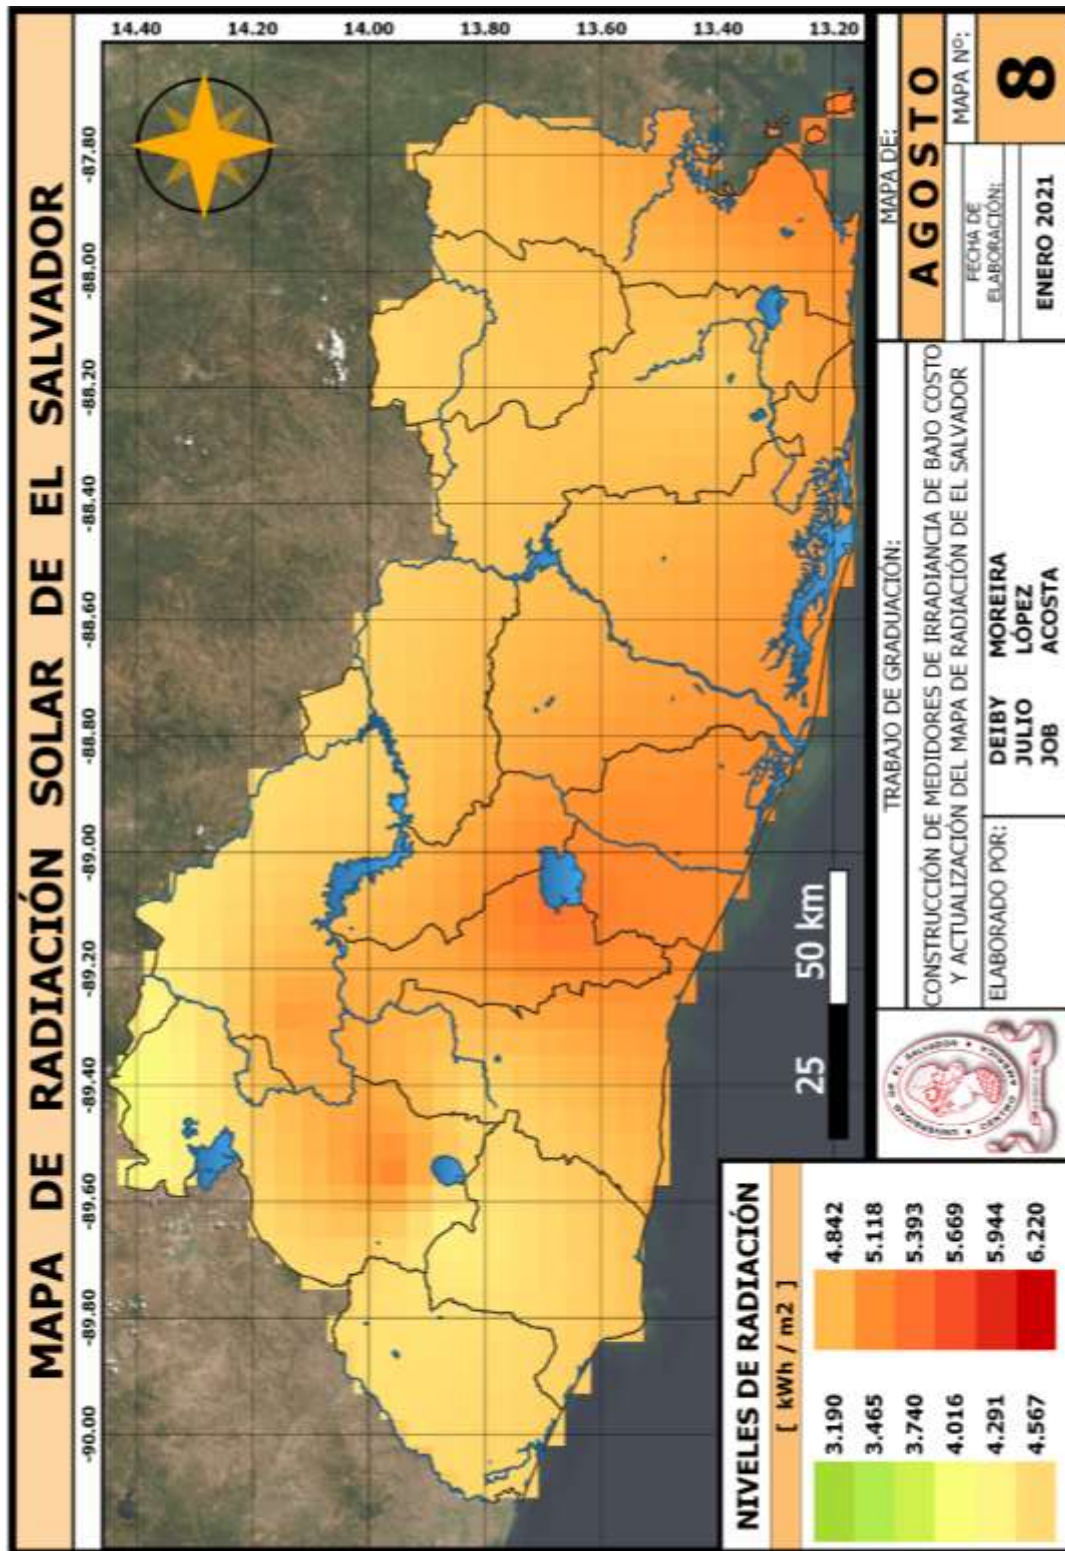 MAPA DE RADIACIÓN SOLAR DE EL SALVADOR
-90.00 -89.80 -89.60 -89.40 -89.20 -89.00 -88.80 -88.60 -88.40 -88.20 -88.00 -87.80
14.40
14.20
14.00
13.80
13.60
13.40
13.20
25 50 km
NIVELES DE RADIACIÓN
[ kWh / m2 ]
3.190 4.842
3.465 5.118
3.740 5.393
4.016 5.669
4.291 5.944
4.567 6.220
TRABAJO DE GRADUACIÓN:
CONSTRUCCIÓN DE MEDIDORES DE IRRADIANCIA DE BAJO COSTO
Y ACTUALIZACIÓN DEL MAPA DE RADIACIÓN DE EL SALVADOR
ELABORADO POR:
DEIBY MOREIRA
JULIO LÓPEZ
JOB ACOSTA
MAPA DE:
AGOSTO
FECHA DE
ELABORACIÓN:
ENERO 2021
MAPA Nº:
8